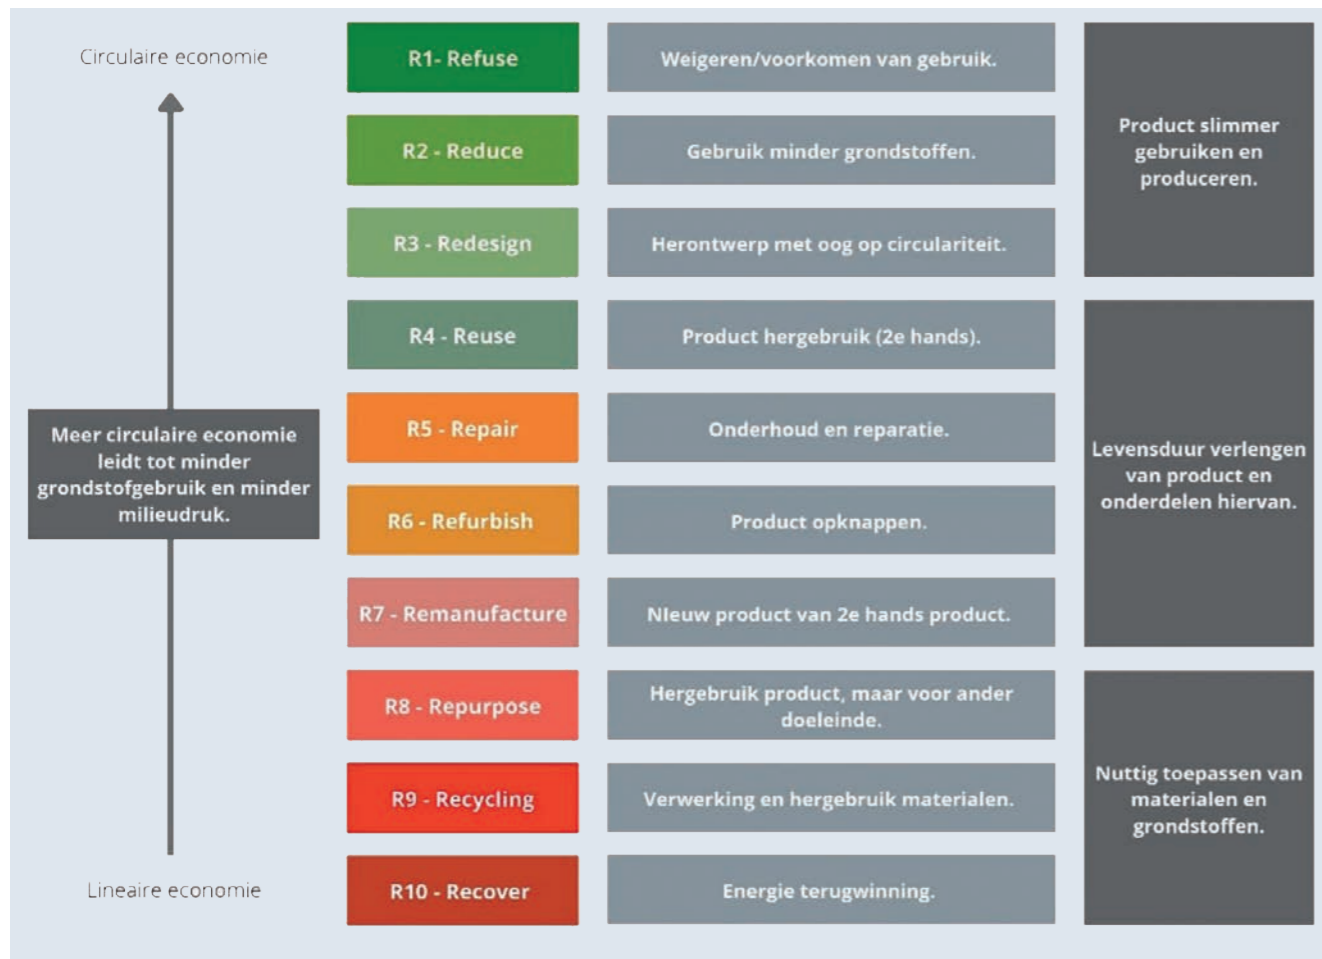 Circulaire economie
R1- Refuse
Weigeren/voorkomen van gebruik.
Product slimmer
gebruiken en
produceren.
R2 - Reduce
Gebruik minder grondstoffen.
R3 - Redesign
Herontwerp met oog op circulariteit.
R4 - Reuse
Product hergebruik (2e hands).
Levensduur verlengen
van product en
onderdelen hiervan.
Meer circulaire economie
leidt tot minder
grondstofgebruik en minder
milieudruk.
R5 - Repair
Onderhoud en reparatie.
R6 - Refurbish
Product opknappen.
R7 - Remanufacture
NIeuw product van 2e hands product.
R8 - Repurpose
Hergebruik product, maar voor ander
doeleinde.
Nuttig toepassen van
materialen en
grondstoffen.
R9 - Recycling
Verwerking en hergebruik materialen.
Lineaire economie
R10 - Recover
Energie terugwinning.